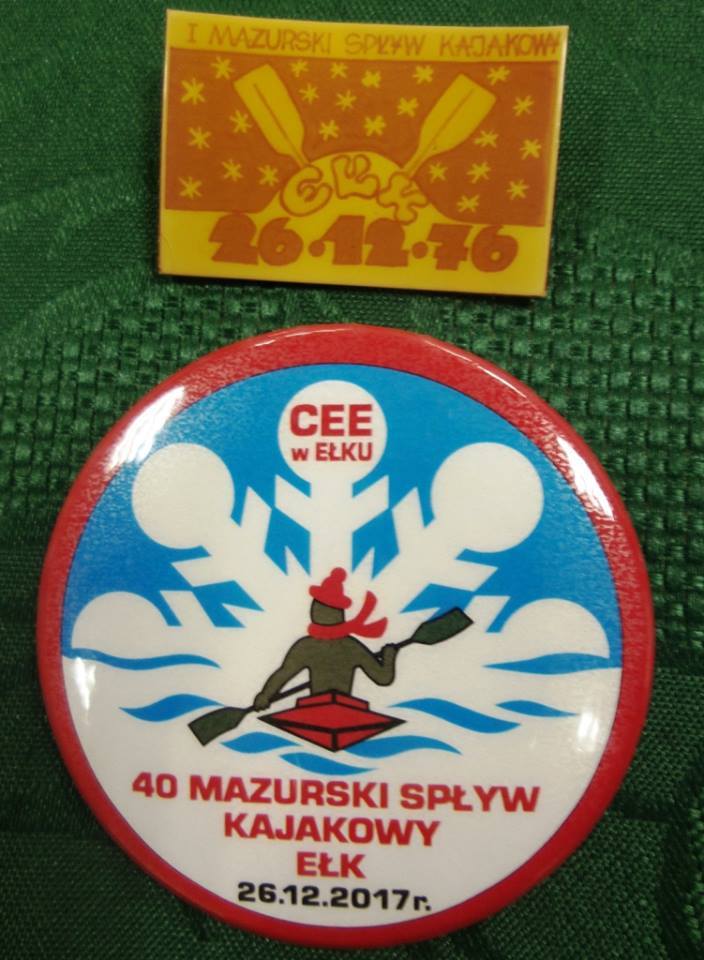 I MAZURSKI SPŁYW KAJAKOWY
EŁK
26.12.76
CEE
w EŁKU
40 MAZURSKI SPŁYW
KAJAKOWY
EŁK
26.12.2017r.